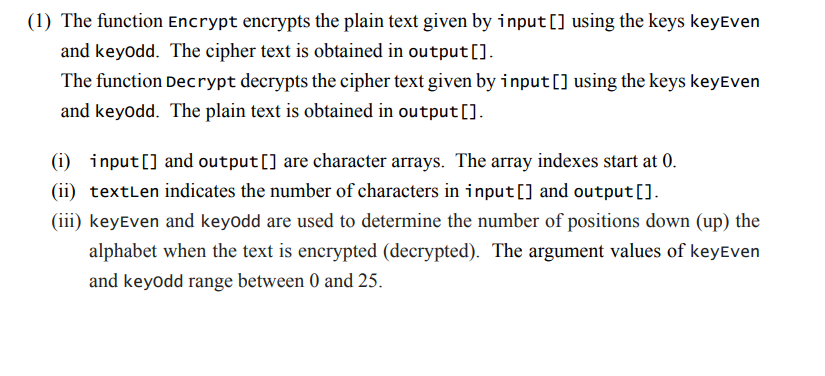 (1) The function Encrypt encrypts the plain text given by input[] using the keys keyEven
and keyOdd. The cipher text is obtained in output[].
The function Decrypt decrypts the cipher text given by input[] using the keys keyEven
and keyOdd. The plain text is obtained in output[].
(i) input[] and output[] are character arrays. The array indexes start at 0.
(ii) textLen indicates the number of characters in input[] and output[].
(iii) keyEven and keyOdd are used to determine the number of positions down (up) the
alphabet when the text is encrypted (decrypted). The argument values of keyEven
and keyOdd range between 0 and 25.